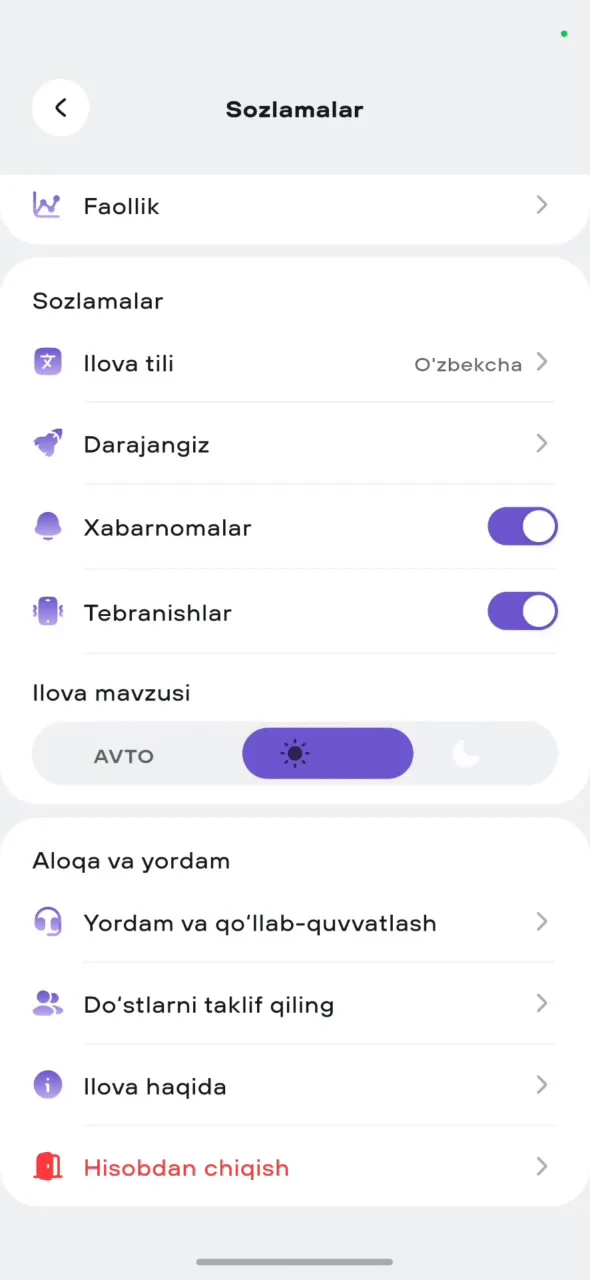 Sozlamalar
Faollik
Sozlamalar
Ilova tili
O'zbekcha
Darajangiz
Xabarnomalar
Tebranishlar
Ilova mavzusi
AVTO
Aloqa va yordam
Yordam va qo‘llab-quvvatlash
Do‘stlarni taklif qiling
Ilova haqida
Hisobdan chiqish